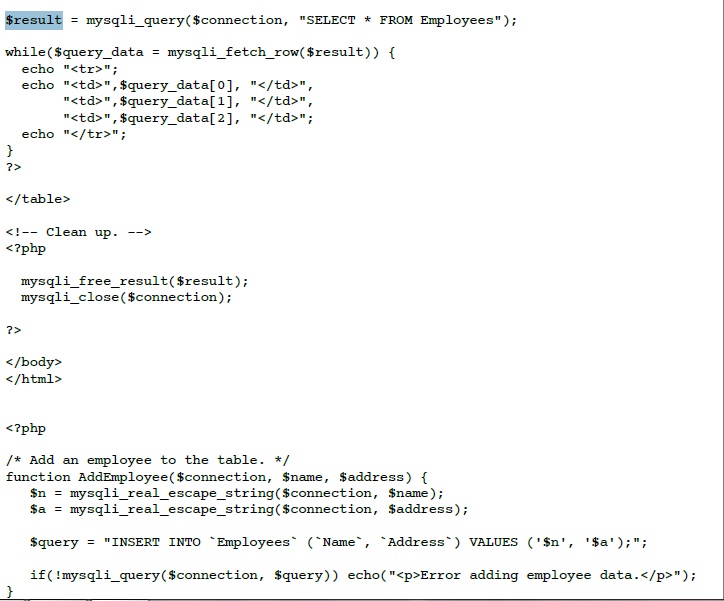 $result = mysqli_query($connection, "SELECT * FROM Employees");
while($query_data = mysqli_fetch_row($result)) {
echo "<tr>";
echo "<td>",$query_data[0], "</td>",
"<td>",$query_data[1], "</td>",
"<td>",$query_data[2], "</td>";
echo "</tr>";
}
?>
</table>
<!-- Clean up. -->
<?php
mysqli_free_result($result);
mysqli_close($connection);
?>
</body>
</html>
<?php
/* Add an employee to the table. */
function AddEmployee($connection, $name, $address) {
$n = mysqli_real_escape_string($connection, $name);
$a = mysqli_real_escape_string($connection, $address);
$query = "INSERT INTO `Employees` (`Name`, `Address`) VALUES ('$n', '$a');";
if(!mysqli_query($connection, $query)) echo("<p>Error adding employee data.</p>");
}